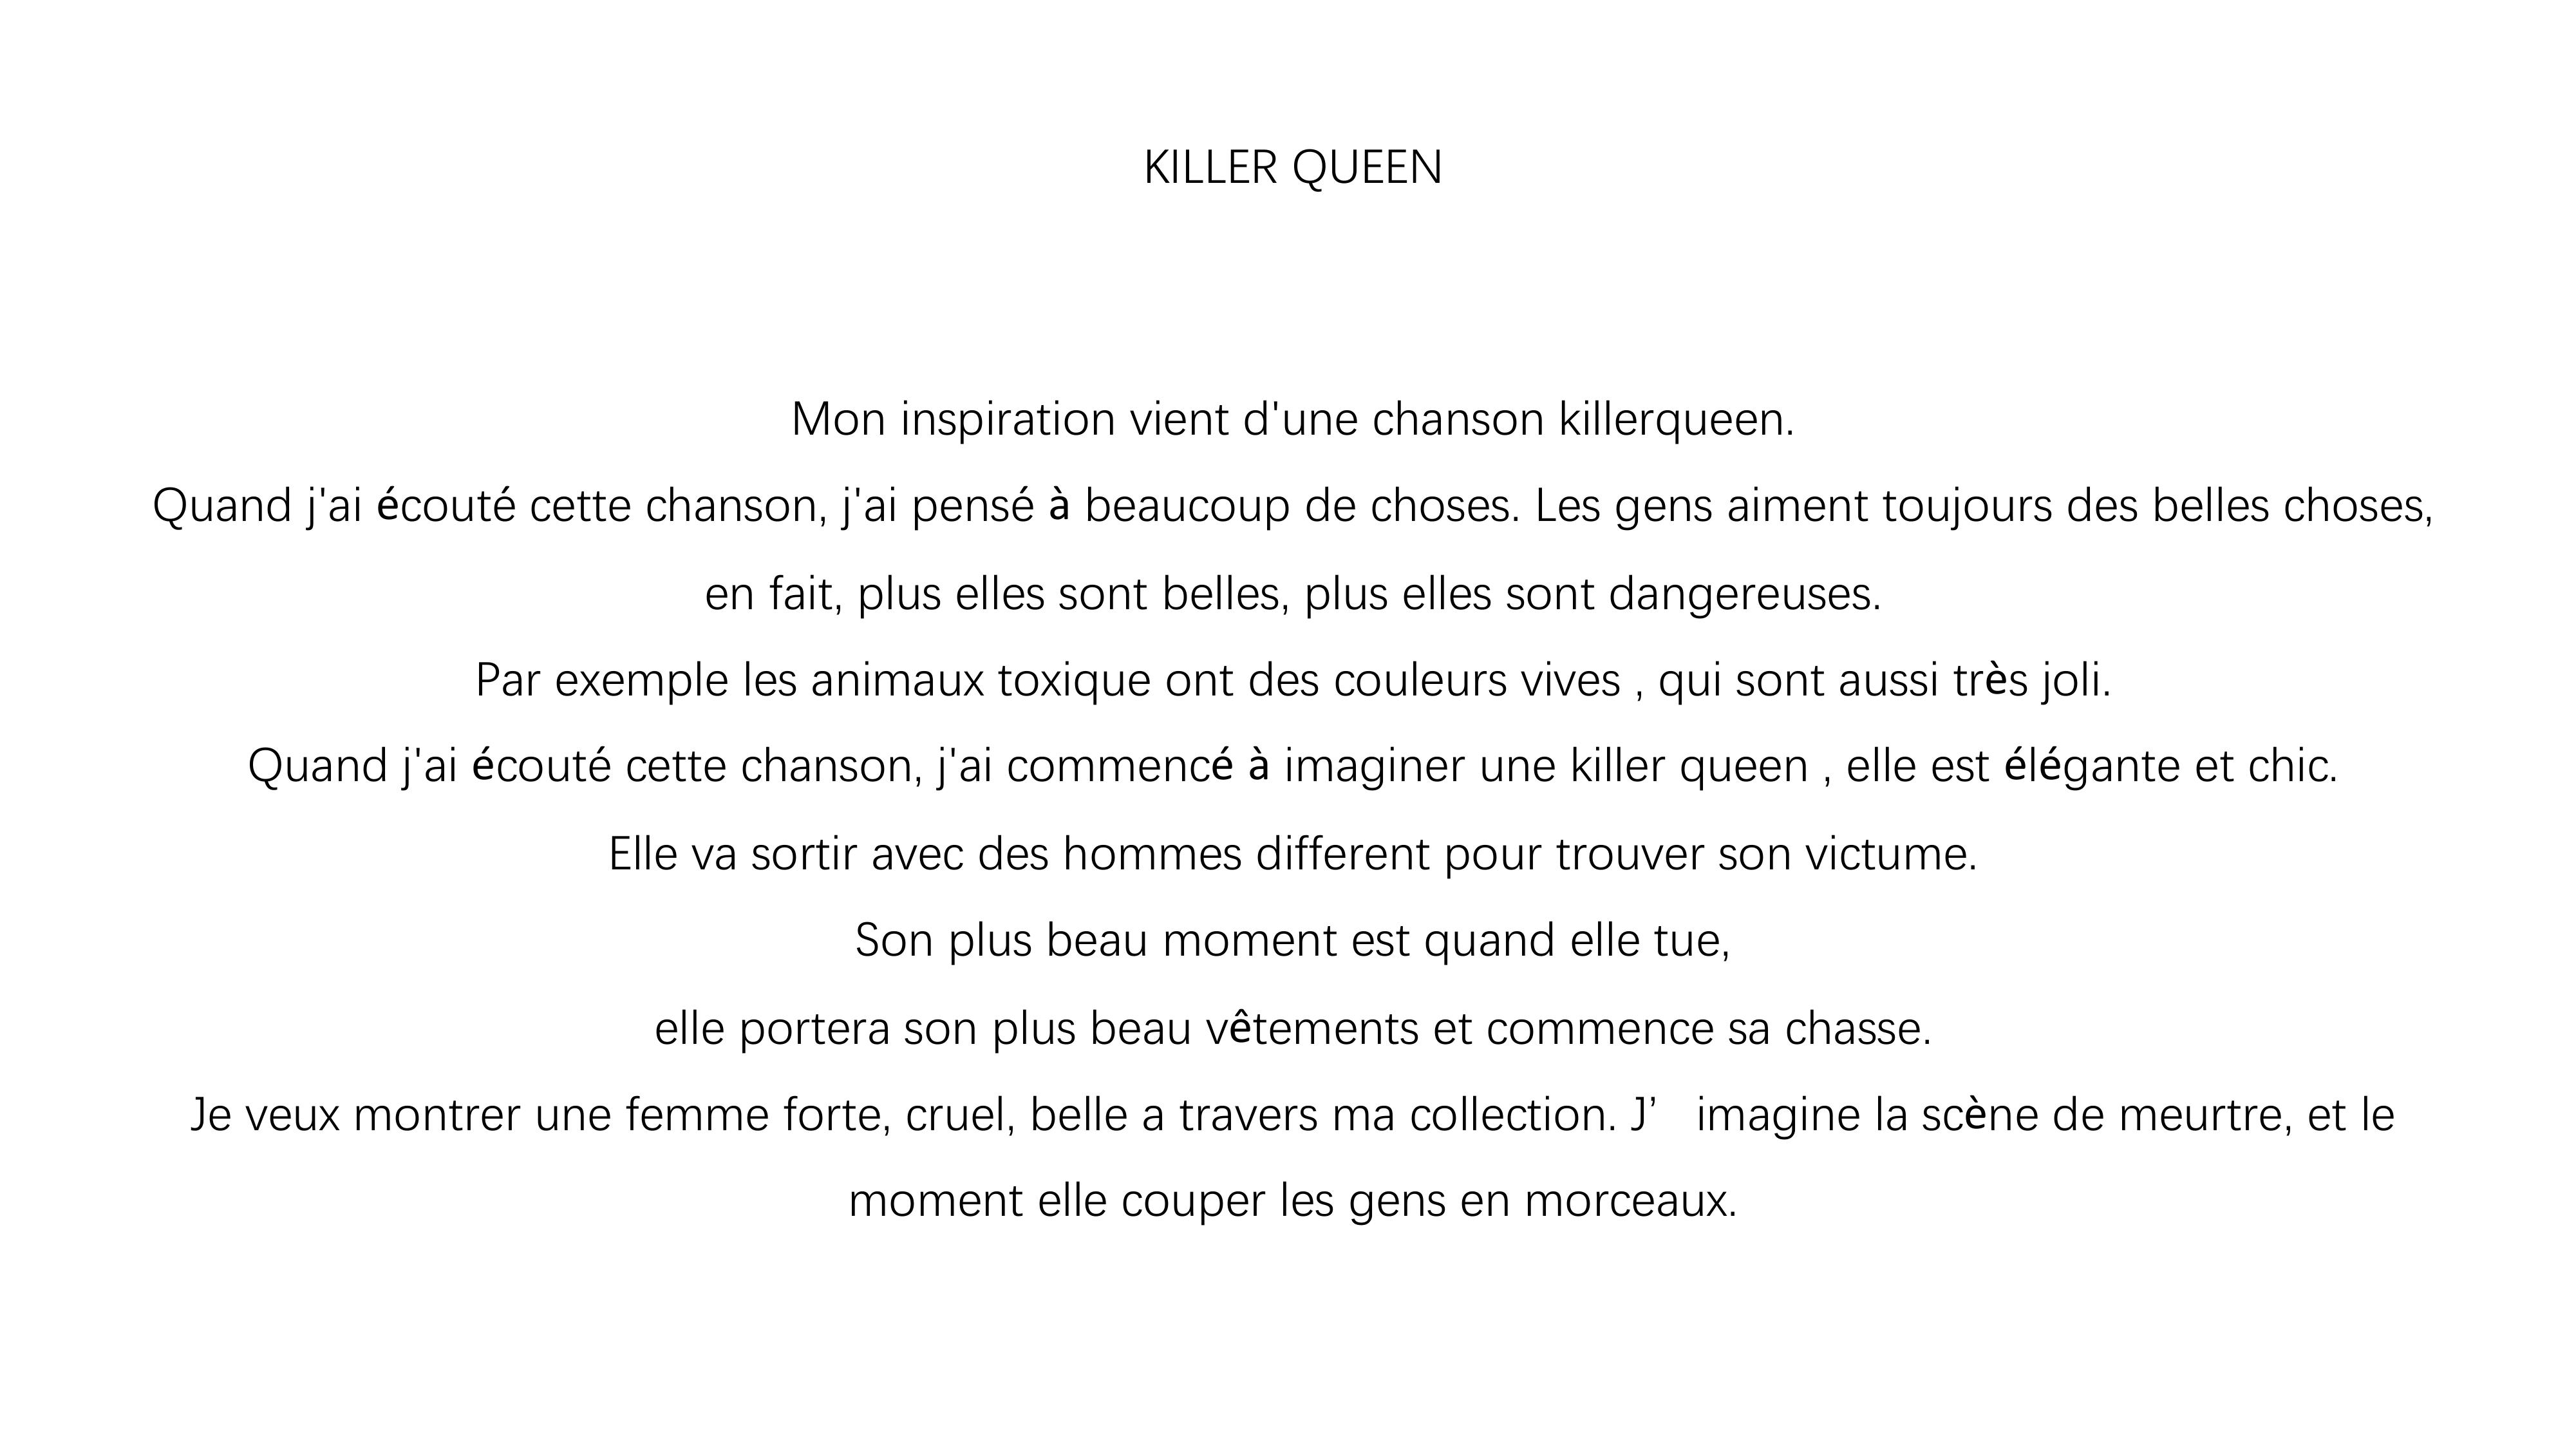 KILLER QUEEN
Mon inspiration vient d'une chanson killerqueen.
Quand j'ai écouté cette chanson, j'ai pensé à beaucoup de choses. Les gens aiment toujours des belles choses,
en fait, plus elles sont belles, plus elles sont dangereuses.
Par exemple les animaux toxique ont des couleurs vives , qui sont aussi très joli.
Quand j'ai écouté cette chanson, j'ai commencé à imaginer une killer queen , elle est élégante et chic.
Elle va sortir avec des hommes different pour trouver son victume.
Son plus beau moment est quand elle tue,
elle portera son plus beau vêtements et commence sa chasse.
Je veux montrer une femme forte, cruel, belle a travers ma collection. J’ imagine la scène de meurtre, et le
moment elle couper les gens en morceaux.